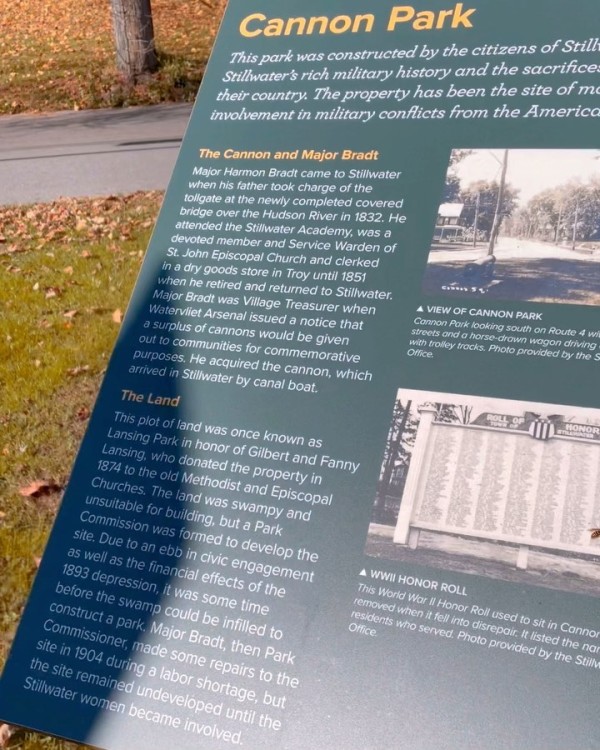 Cannon Park
This park was constructed by the citizens of
Stillwater's rich military history and the sacrifices
their country. The property has been the site of
involvement in military conflicts from the
The Cannon and Major Bradt
Major Harmon Bradt came to Stillwater
when his father took charge of the
tollgate at the newly completed covered
bridge over the Hudson River in 1832. He
attended the Stillwater Academy, was a
devoted member and Service Warden of
St. John Episcopal Church and clerked
in a dry goods store in Troy until 1851
when he retired and returned to Stillwater.
Major Bradt was Village Treasurer when
Watervliet Arsenal issued a notice that
a surplus of cannons would be given
out to communities for commemorative
purposes. He acquired the cannon, which
arrived in Stillwater by canal boat.
The Land
This plot of land was once known as
Lansing Park in honor of Gilbert and Fanny
Lansing, who donated the property in
1874 to the old Methodist and Episcopal
Churches. The land was swampy and
unsuitable for building, but a Park
Commission was formed to develop the
site. Due to an ebb in civic engagement
as well as the financial effects of the
1893 depression, it was some time
before the swamp could be infilled to
construct a park. Major Bradt, then Park
Commissioner, made some repairs to the
site in 1904 during a labor shortage, but
the site remained undeveloped until the
Stillwater women became involved.
▲ VIEW OF CANNON PARK
Cannon Park looking south on Route 4
streets and a horse-drawn wagon driving
with trolley tracks. Photo provided by the
Office.
ROLL OF HONOR
TOWN OF STILLWATER
▲ WWII HONOR ROLL
This World War II Honor Roll used to sit in Cannon
removed when it fell into disrepair. It listed the
residents who served. Photo provided by the
Office.